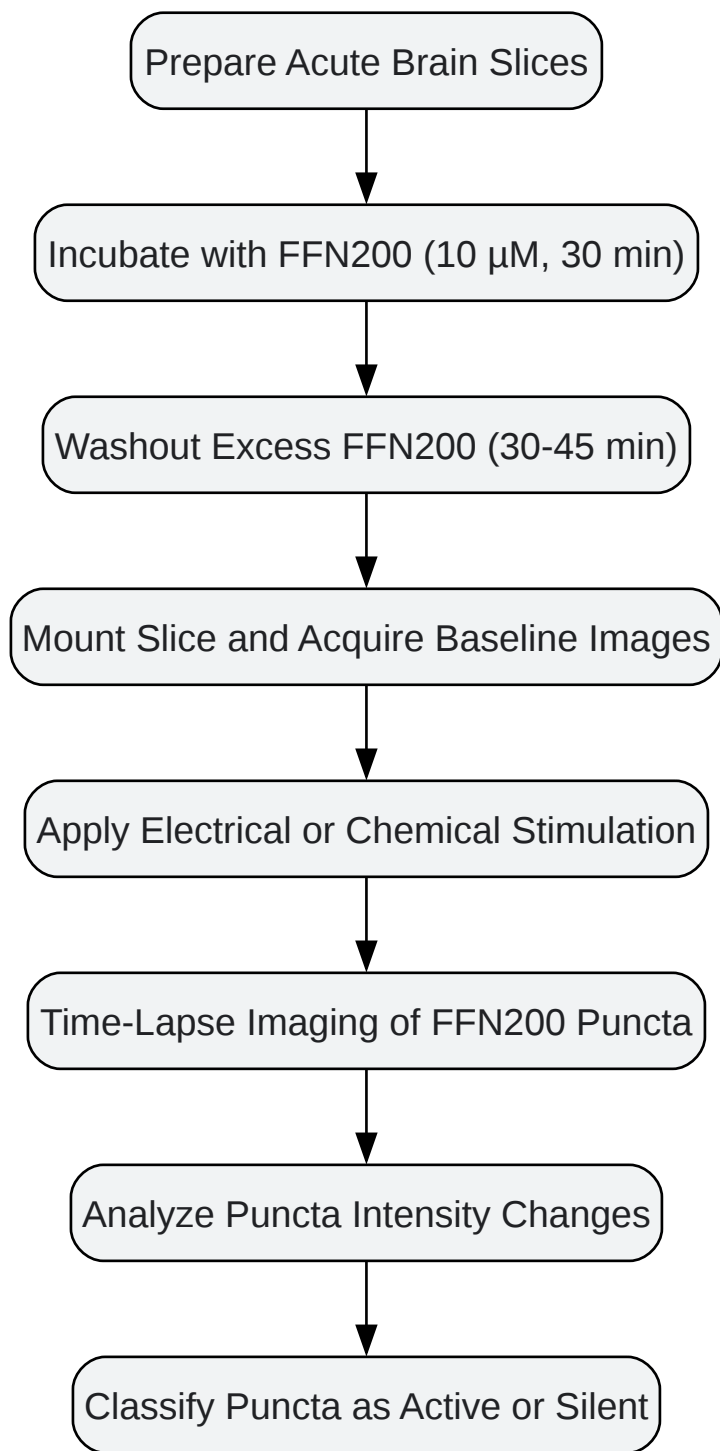 Prepare Acute Brain Slices
Incubate with FFN200 (10 µM, 30 min)
Washout Excess FFN200 (30-45 min)
Mount Slice and Acquire Baseline Images
Apply Electrical or Chemical Stimulation
Time-Lapse Imaging of FFN200 Puncta
Analyze Puncta Intensity Changes
Classify Puncta as Active or Silent